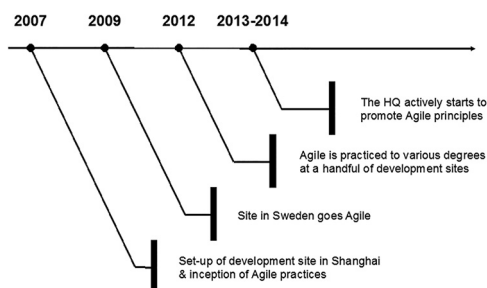 2007 2009 2012 2013-2014
The HQ actively starts to
promote Agile principles
Agile is practiced to various degrees
at a handful of development sites
Site in Sweden goes Agile
Set-up of development site in Shanghai
& inception of Agile practices